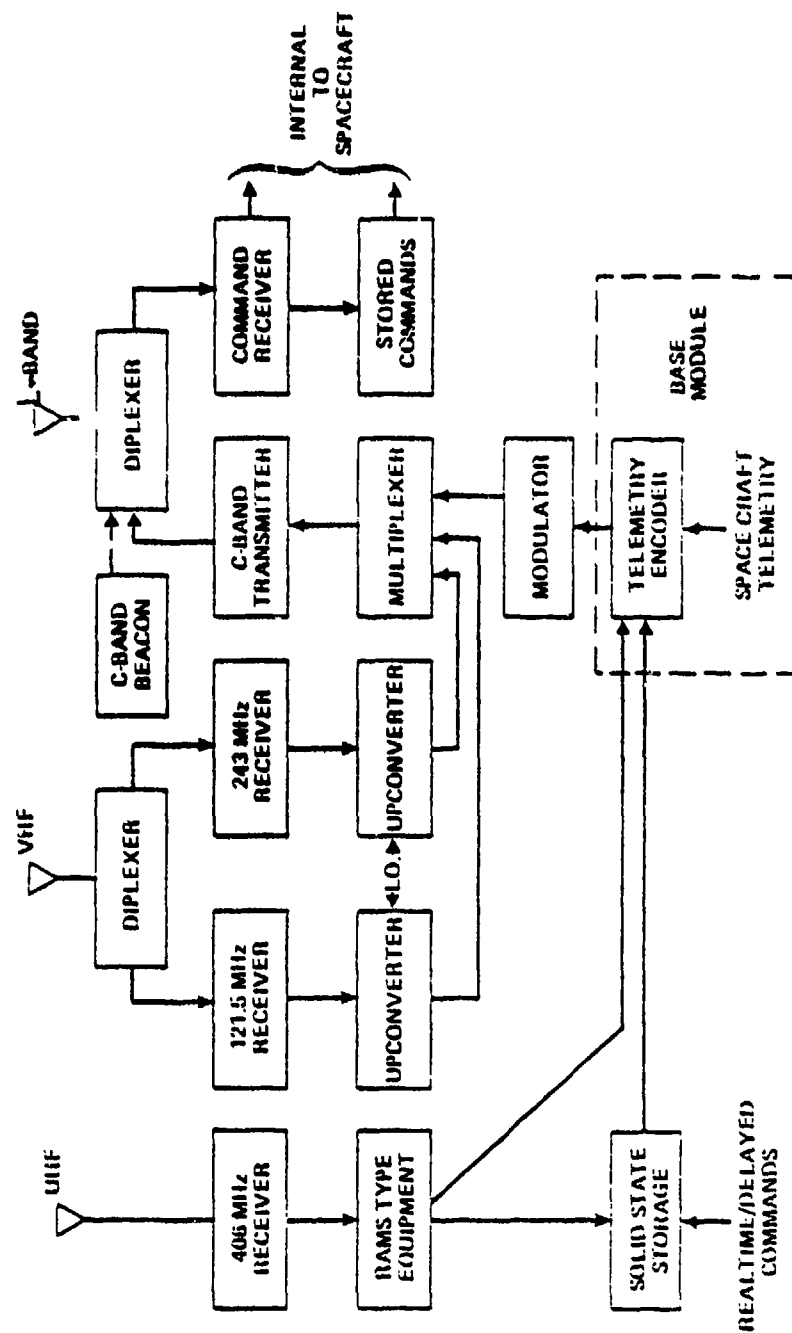 UHF
VHF
L-BAND
DIPLEXER
C-BAND
BEACON
DIPLEXER
406 MHz
RECEIVER
121.5 MHz
RECEIVER
243 MHz
RECEIVER
C-BAND
TRANSMITTER
COMMAND
RECEIVER
INTERNAL
TO
SPACECRAFT
RAMS TYPE
EQUIPMENT
UPCONVERTER
L.O.
UPCONVERTER
MULTIPLEXER
STORED
COMMANDS
MODULATOR
SOLID STATE
STORAGE
TELEMETRY
ENCODER
BASE
MODULE
REALTIME/DELAYED
COMMANDS
SPACE CRAFT
TELEMETRY